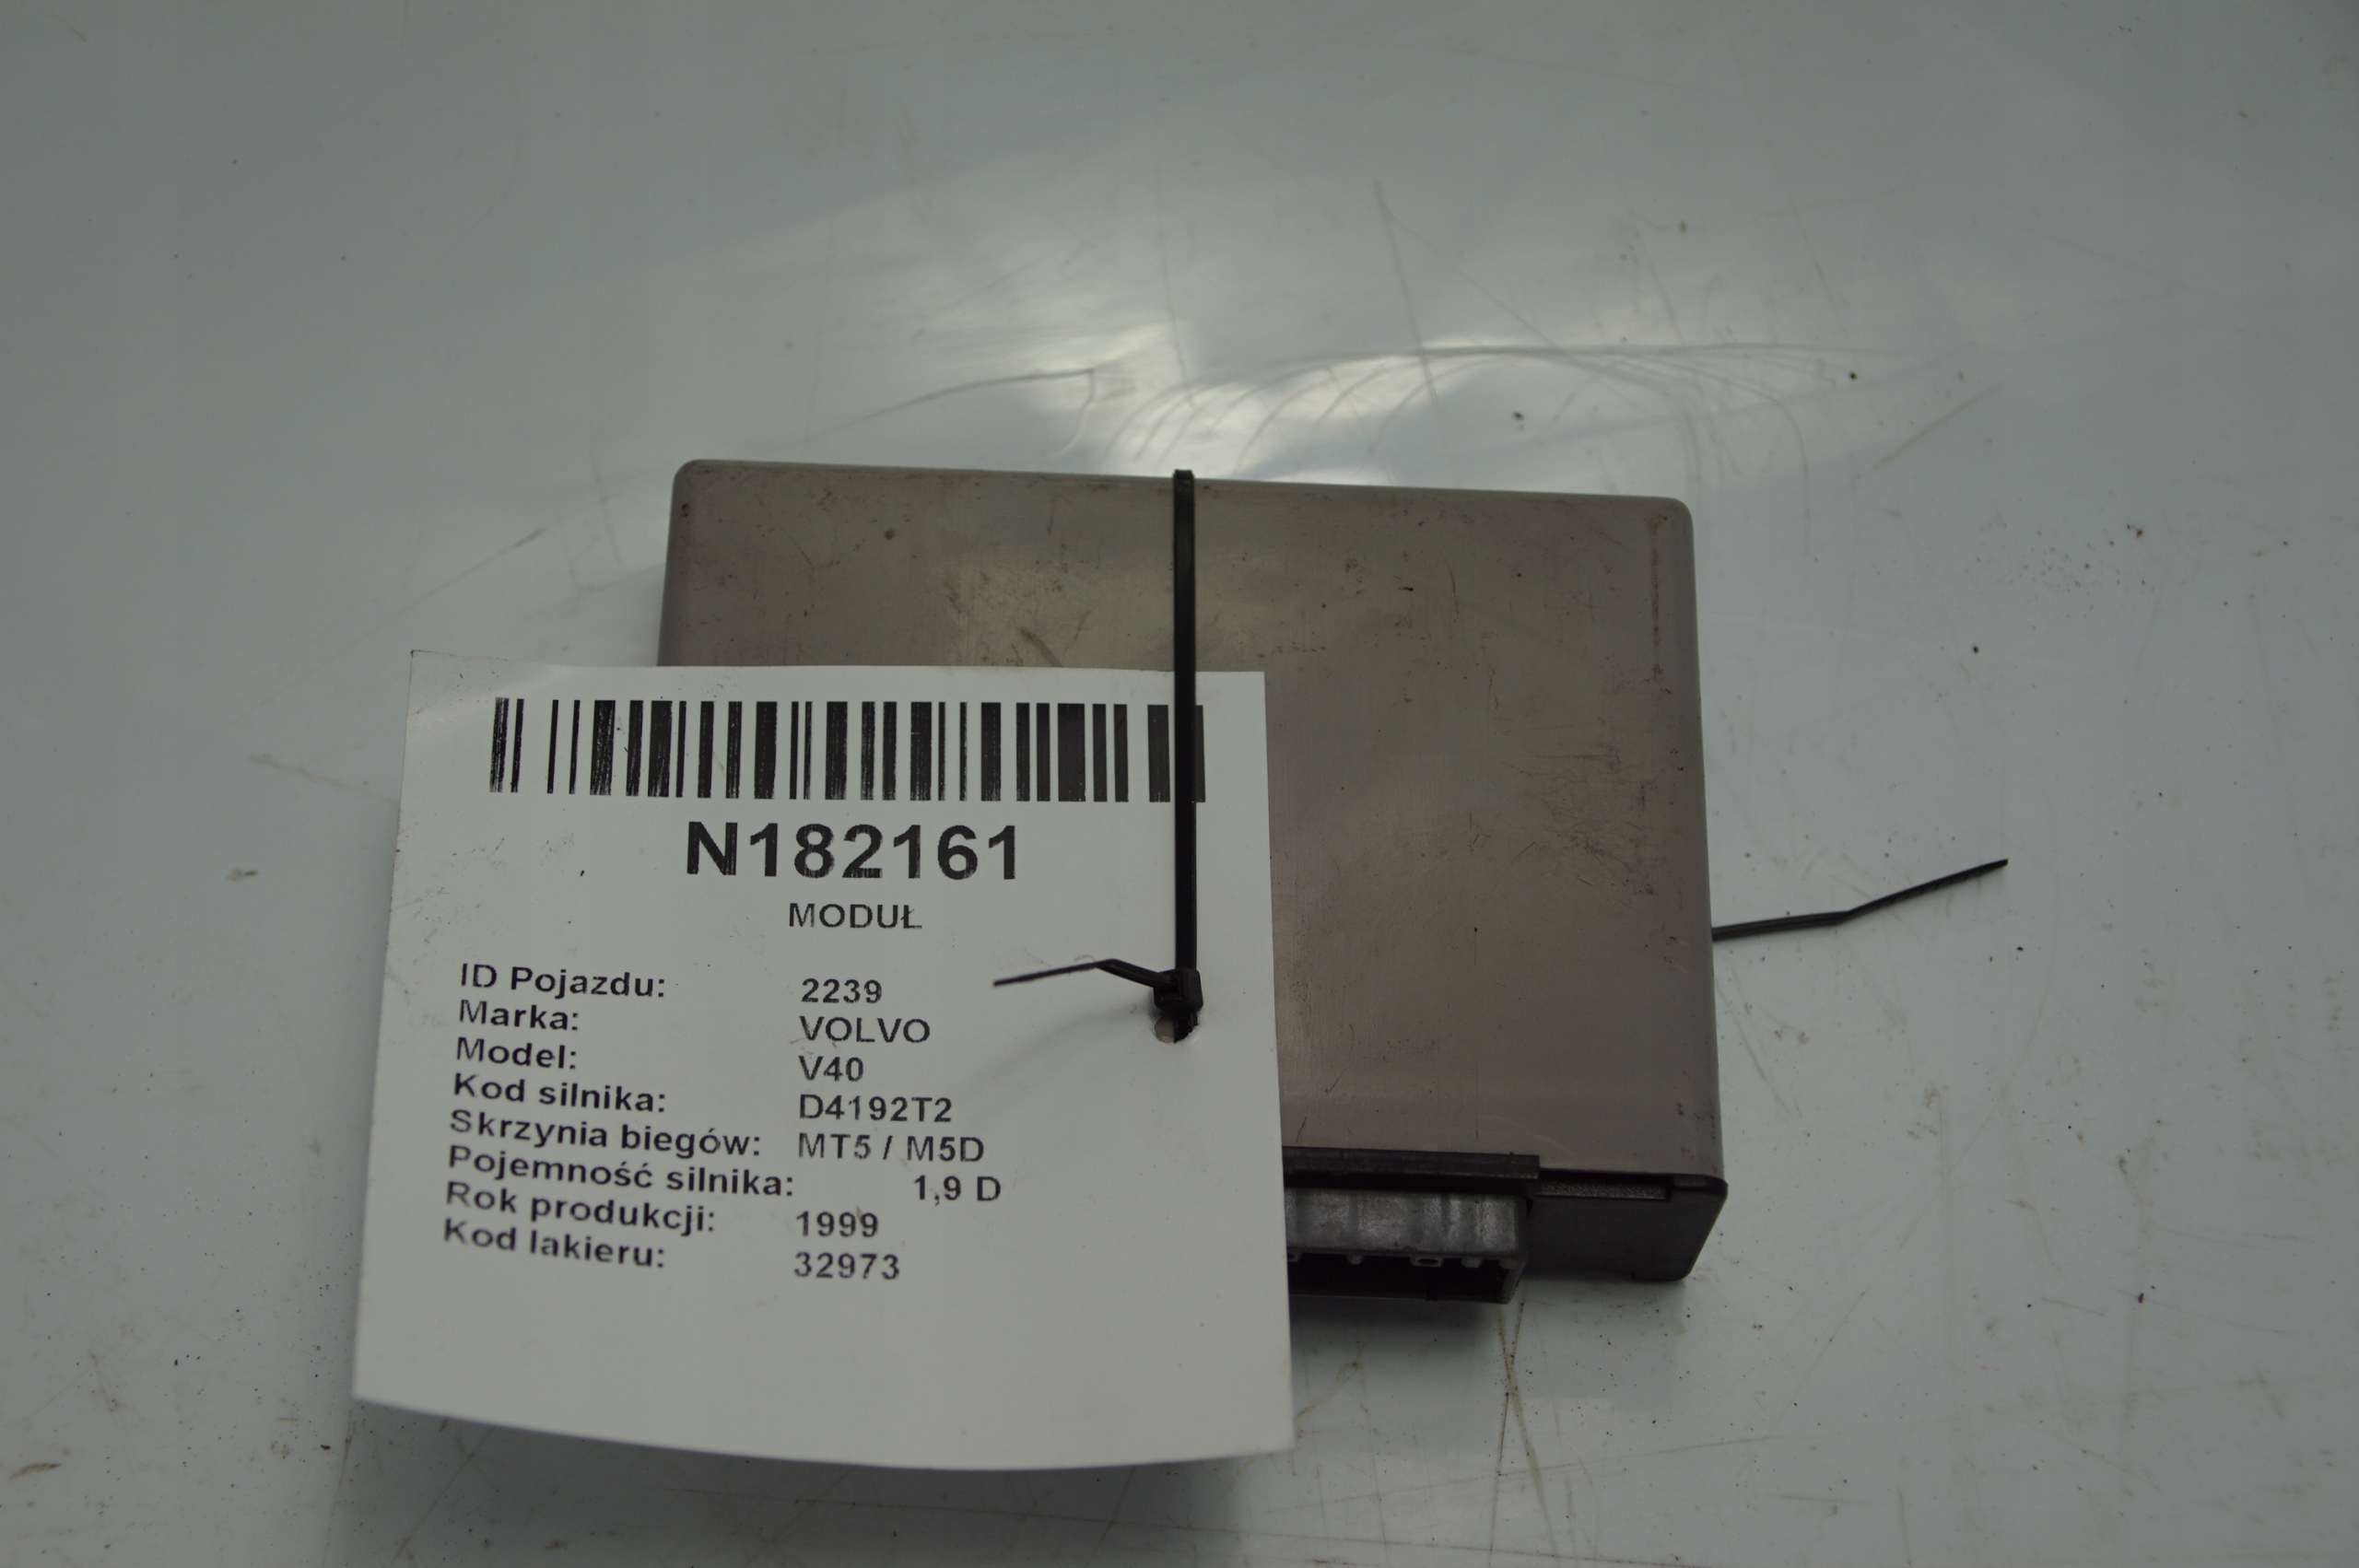 N182161
MODUŁ
ID Pojazdu: 2239
Marka: VOLVO
Model: V40
Kod silnika: D4192T2
Skrzynia biegów: MT5 / M5D
Pojemność silnika: 1,9 D
Rok produkcji: 1999
Kod lakieru: 32973